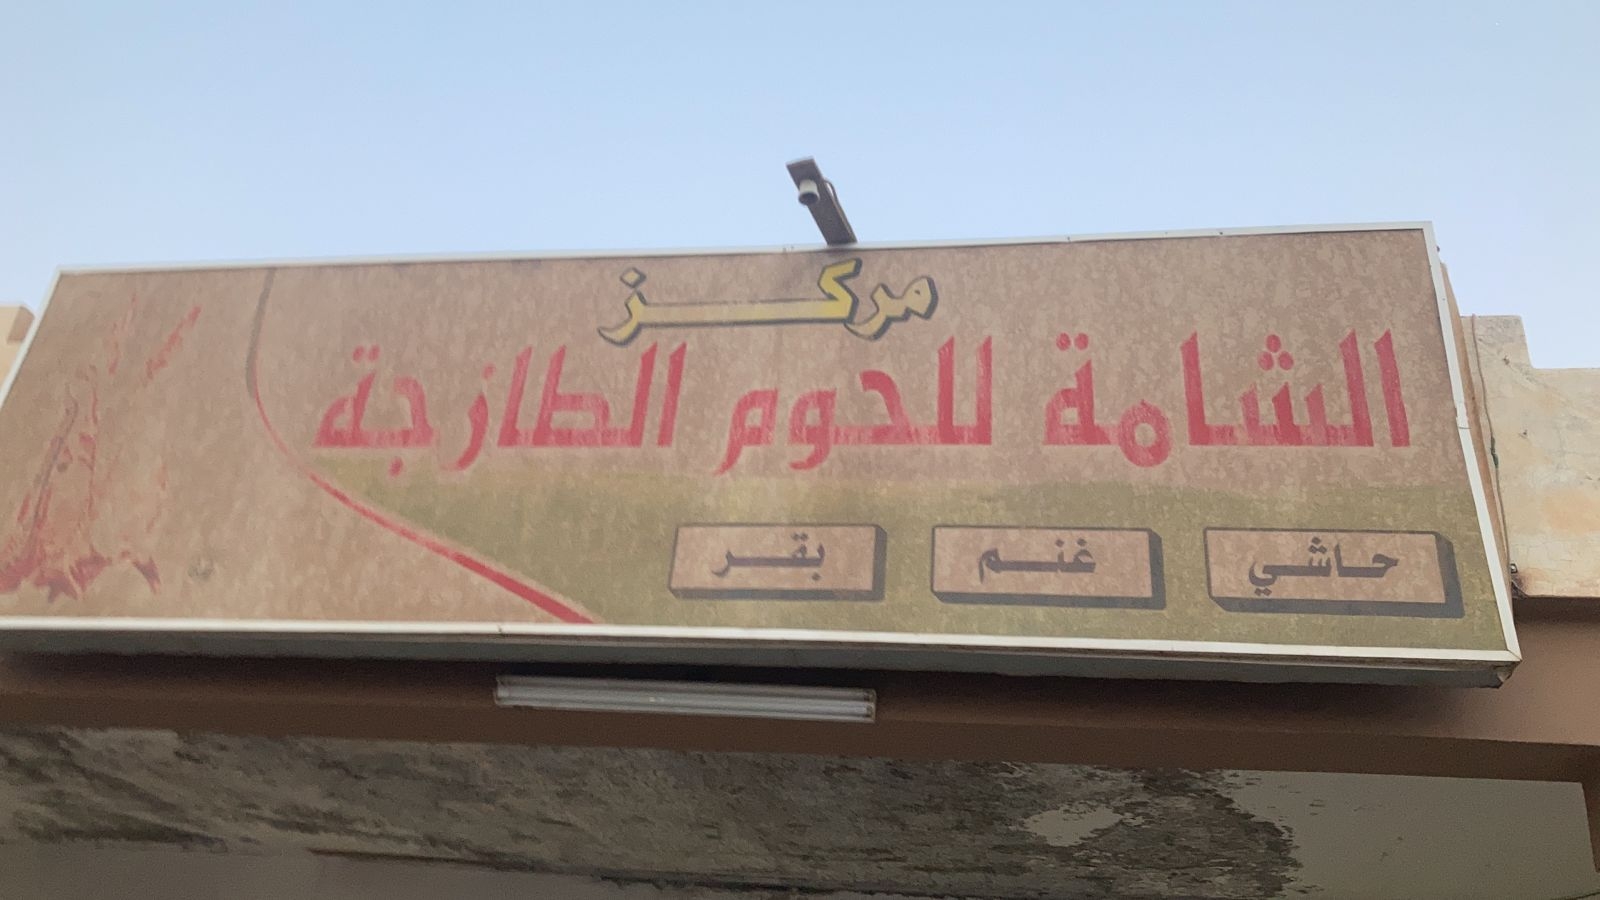 مركز
الشامة للحوم الطازجة
حاشي غنم بقر